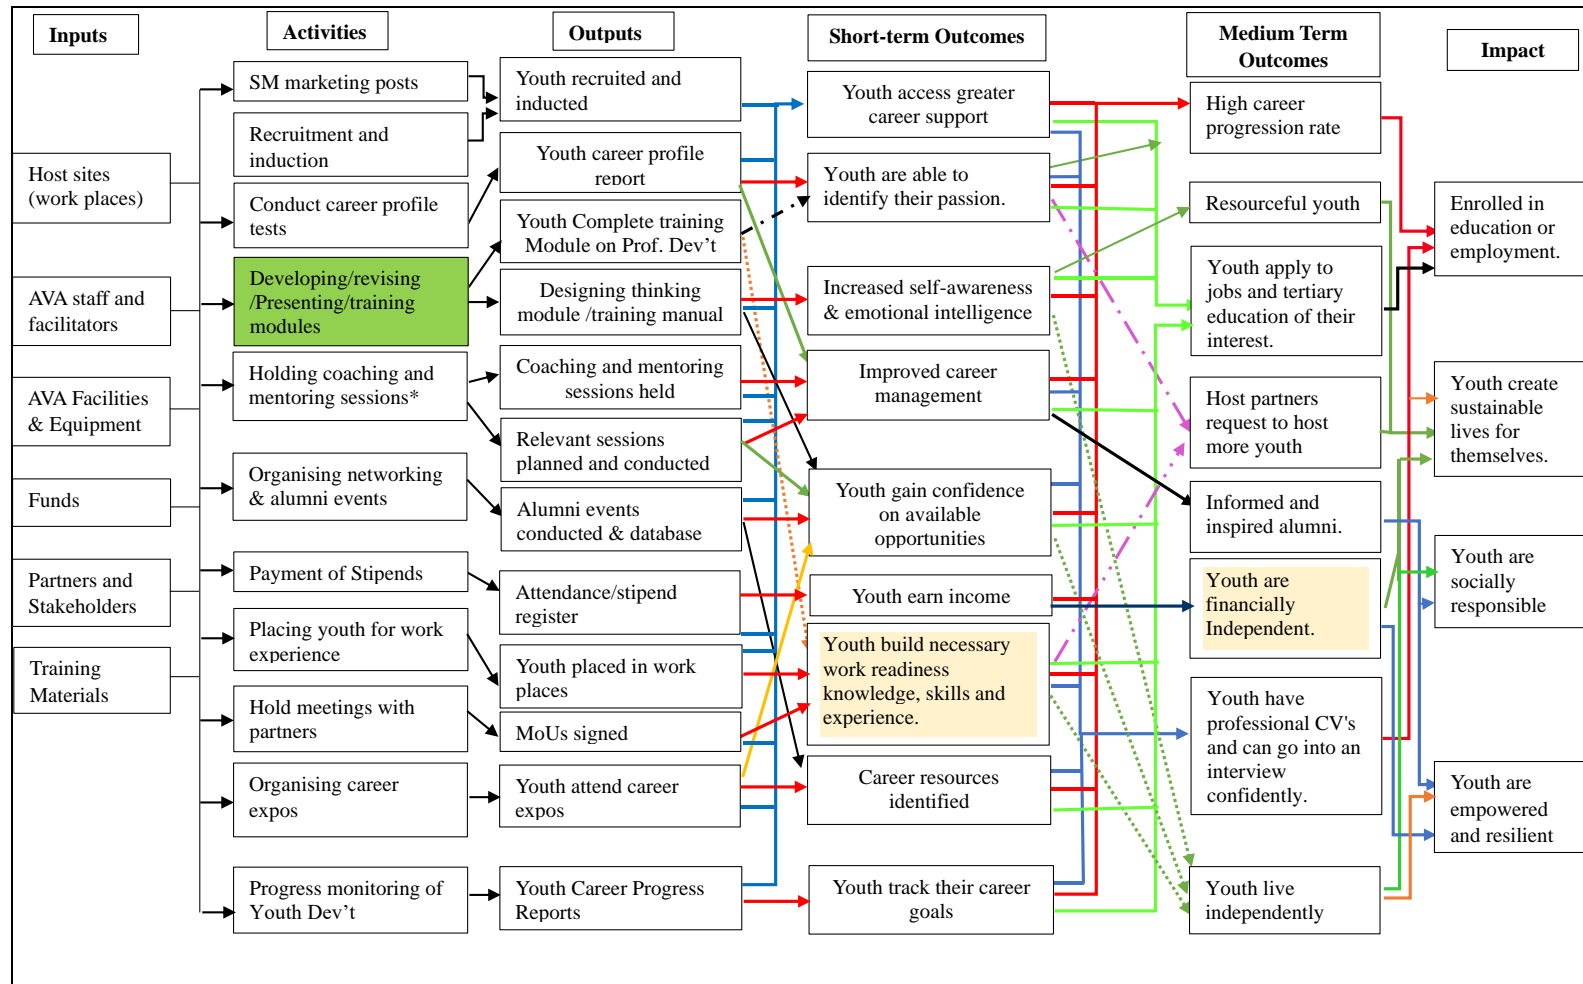 Inputs
Activities
Outputs
Short-term Outcomes
Medium Term
Outcomes
Impact
Host sites
(work places)
AVA staff and
facilitators
AVA Facilities
& Equipment
Funds
Partners and
Stakeholders
Training
Materials
SM marketing posts
Recruitment and
induction
Conduct career profile
tests
Developing/revising
/Presenting/training
modules
Holding coaching and
mentoring sessions*
Organising networking
& alumni events
Payment of Stipends
Placing youth for work
experience
Hold meetings with
partners
Organising career
expos
Progress monitoring of
Youth Dev't
Youth recruited and
inducted
Youth career profile
report
Youth Complete training
Module on Prof. Dev't
Designing thinking
module /training manual
Coaching and mentoring
sessions held
Relevant sessions
planned and conducted
Alumni events
conducted & database
Attendance/stipend
register
Youth placed in work
places
MoUs signed
Youth attend career
expos
Youth Career Progress
Reports
Youth access greater
career support
Youth are able to
identify their passion.
Increased self-awareness
& emotional intelligence
Improved career
management
Youth gain confidence
on available
opportunities
Youth earn income
Youth build necessary
work readiness
knowledge, skills and
experience.
Career resources
identified
Youth track their career
goals
High career
progression rate
Resourceful youth
Youth apply to
jobs and tertiary
education of their
interest.
Host partners
request to host
more youth
Informed and
inspired alumni.
Youth are
financially
Independent.
Youth have
professional CV's
and can go into an
interview
confidently.
Youth live
independently
Enrolled in
education or
employment.
Youth create
sustainable
lives for
themselves.
Youth are
socially
responsible
Youth are
empowered
and resilient